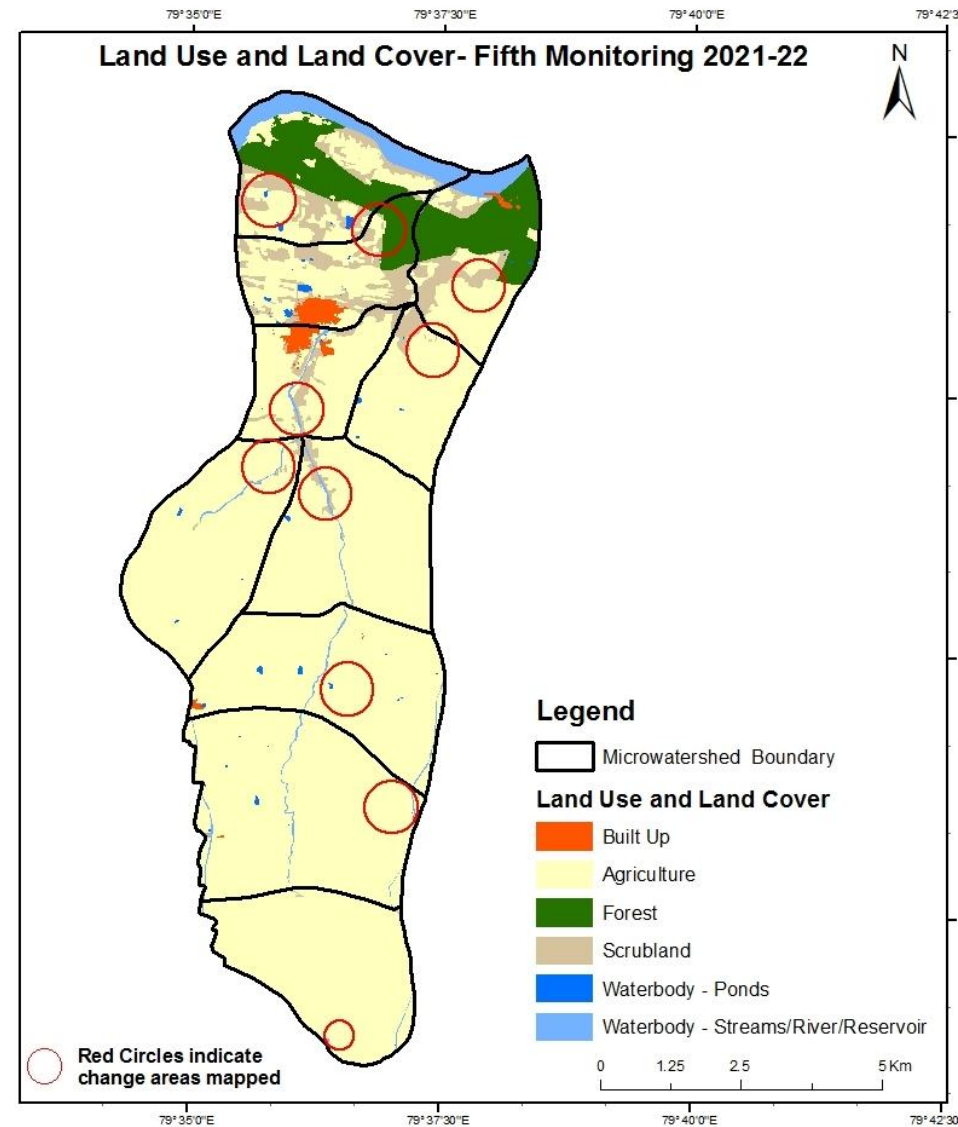 79°35'0"E 79°37'30"E 79°40'0"E 79°42'3
Land Use and Land Cover- Fifth Monitoring 2021-22
N
Legend
Microwatershed Boundary
Land Use and Land Cover
Built Up
Agriculture
Forest
Scrubland
Waterbody - Ponds
Waterbody - Streams/River/Reservoir
Red Circles indicate
change areas mapped
0 1.25 2.5 5 Km
79°35'0"E 79°37'30"E 79°40'0"E 79°42'30